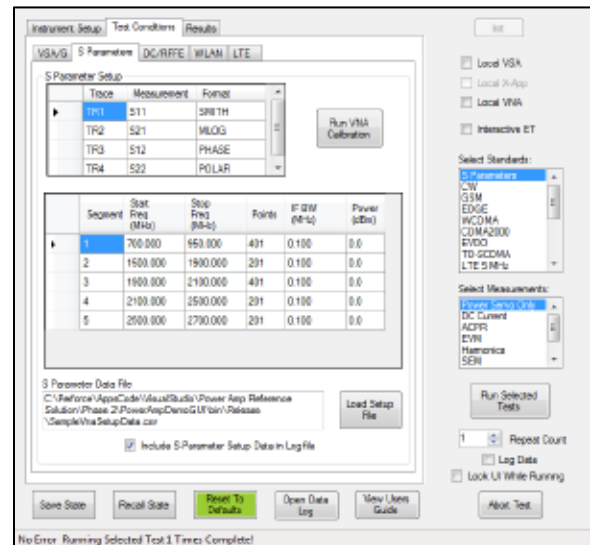 Instrument Setup Test Conditions Results
VSA/G S Parameters DC/RFFE WLAN LTE
S Parameter Setup
Trace Measurement Format
TR1 S11 SMITH
TR2 S21 MLOG
TR3 S12 PHASE
TR4 S22 POLAR
Run VNA
Calibration
Segment Start Freq (MHz) Stop Freq (MHz) Points IF BW (MHz) Power (dBm)
1 700.000 950.000 401 0.100 0.0
2 1500.000 1900.000 201 0.100 0.0
3 1900.000 2100.000 401 0.100 0.0
4 2100.000 2500.000 201 0.100 0.0
5 2500.000 2700.000 201 0.100 0.0
S Parameter Data File
C:\Perforce\AppsCode\VisualStudio\Power Amp Reference
Solution\Phase 2\PowerAmpDemoGUI\bin\Release
\SampleVnaSetupData.csv
Load Setup
File
Include S-Parameter Setup Data in Log file
Save State
Recall State
Reset To
Defaults
Open Data
Log
View Users
Guide
Init
Local VSA
Local X-App
Local VNA
Interactive ET
Select Standards:
S Parameters
CW
GSM
EDGE
WCDMA
CDMA2000
EVDO
TD-SCDMA
LTE 5 MHz
Select Measurements:
Power Servo Only
DC Current
ACPR
EVM
Harmonics
SEM
Run Selected
Tests
1 Repeat Count
Log Data
Lock UI While Running
Abort Test
No Error Running Selected Test 1 Times Complete!